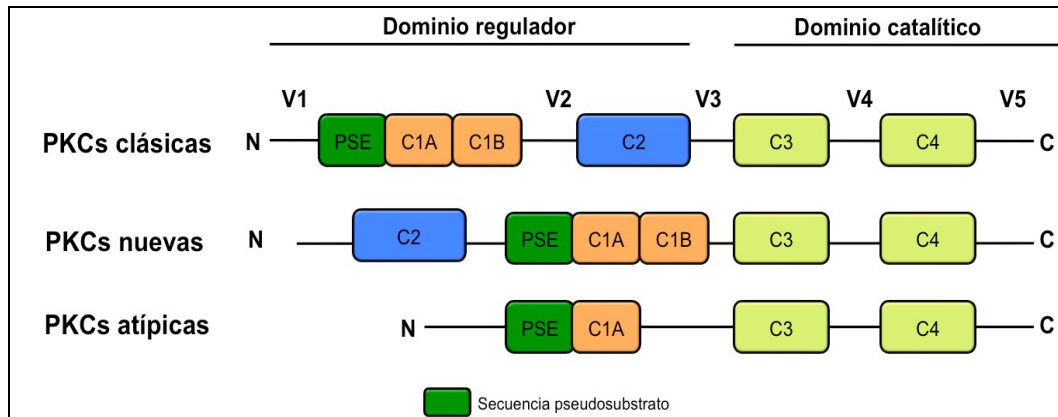 Dominio regulador Dominio catalítico
V1 V2 V3 V4 V5
PKCs clásicas N PSE C1A C1B C2 C3 C4 C
PKCs nuevas N C2 PSE C1A C1B C3 C4 C
PKCs atípicas N PSE C1A C3 C4 C
Secuencia pseudosubstrato